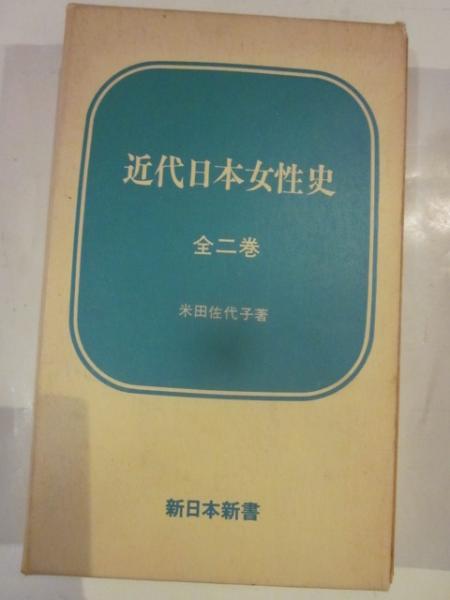 近代日本女性史
全二巻
米田佐代子著
新日本新書